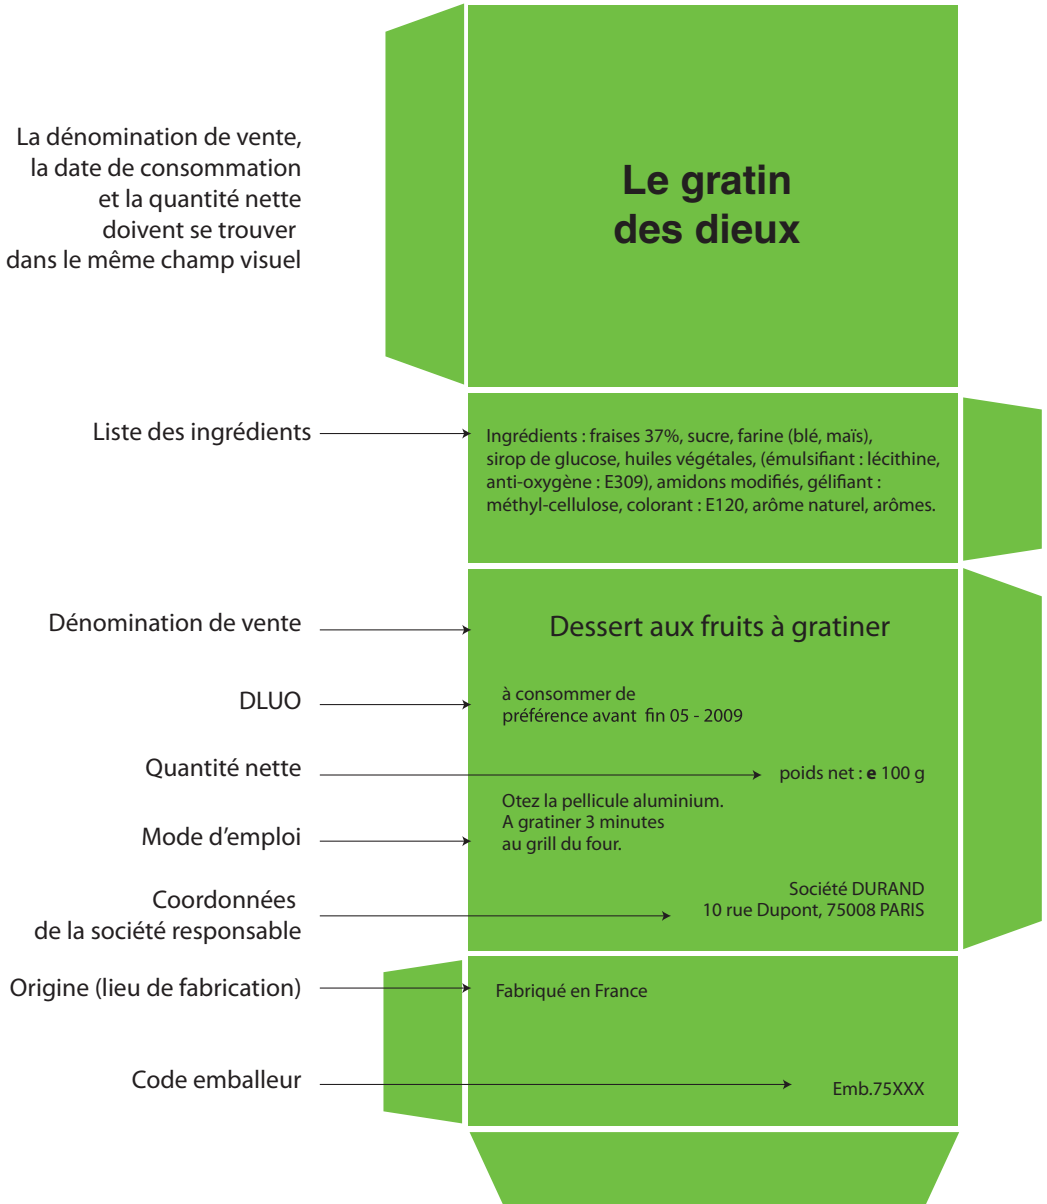 La dénomination de vente,
la date de consommation
et la quantité nette
doivent se trouver
dans le même champ visuel
Le gratin
des dieux
Liste des ingrédients
Ingrédients : fraises 37%, sucre, farine (blé, maïs),
sirop de glucose, huiles végétales, (émulsifiant : lécithine,
anti-oxygène : E309), amidons modifiés, gélifiant :
méthyl-cellulose, colorant : E120, arôme naturel, arômes.
Dénomination de vente
Dessert aux fruits à gratiner
DLUO
à consommer de
préférence avant fin 05 - 2009
Quantité nette
poids net : e 100 g
Mode d'emploi
Otez la pellicule aluminium.
A gratiner 3 minutes
au grill du four.
Coordonnées
de la société responsable
Société DURAND
10 rue Dupont, 75008 PARIS
Origine (lieu de fabrication)
Fabriqué en France
Code emballeur
Emb.75XXX